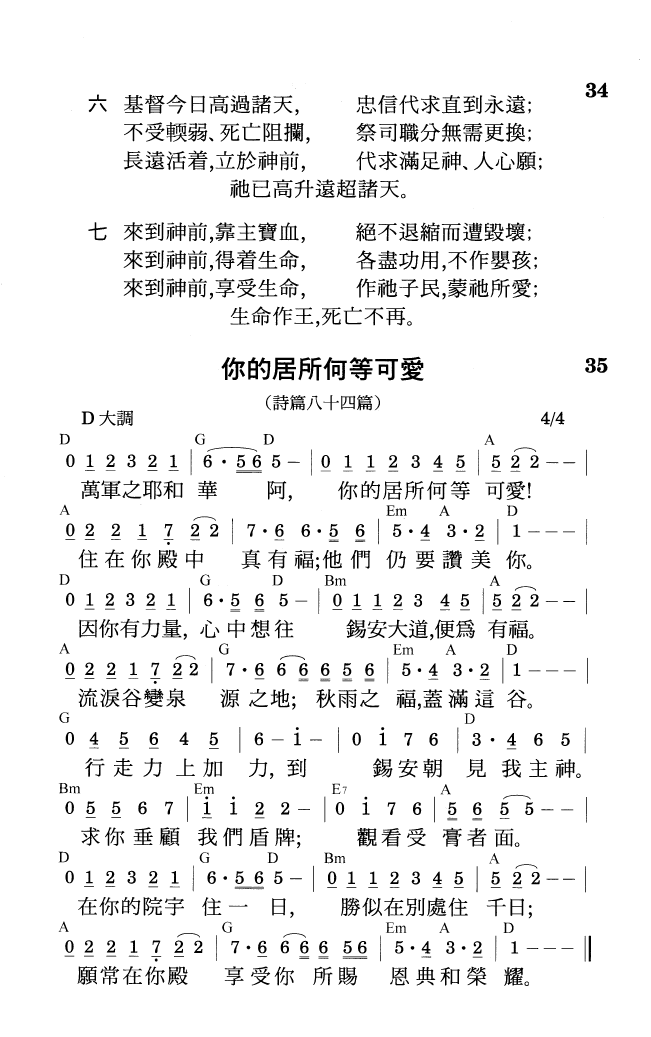 34
六 基督今日高過諸天, 忠信代求直到永遠;
不受輭弱、死亡阻攔, 祭司職分無需更換;
長遠活着,立於神前, 代求滿足神、人心願;
祂已高升遠超諸天。
七 來到神前,靠主寶血, 絕不退縮而遭毀壞;
來到神前,得着生命, 各盡功用,不作嬰孩;
來到神前,享受生命, 作祂子民,蒙祂所愛;
生命作王,死亡不再。
你的居所何等可愛 35
(詩篇八十四篇)
D 大調 4/4
D G D A
0 1 2 3 2 1 | 6 · 5 6 5 – | 0 1 1 2 3 4 5 | 5 2 2 – – |
萬軍之耶和 華 阿, 你的居所何等 可愛!
A Em A D
0 2 2 1 7 2 2 | 7 · 6 6 · 5 6 | 5 · 4 3 · 2 | 1 – – – |
住在你殿中 真有福;他們 仍要讚美 你。
D G D Bm A
0 1 2 3 2 1 | 6 · 5 6 5 – | 0 1 1 2 3 4 5 | 5 2 2 – – |
因你有力量, 心中想往 錫安大道,便爲 有福。
A G Em A D
0 2 2 2 1 7 2 2 | 7 · 6 6 6 6 5 6 | 5 · 4 3 · 2 | 1 – – – |
流淚谷變泉 源之地; 秋雨之 福,蓋滿這 谷。
G D
0 4 5 6 4 5 | 6 – 1 – | 0 1 7 6 | 3 · 4 6 5 |
行走力上加 力, 到 錫安朝 見我主神。
Bm Em E7 A
0 5 5 6 7 | 1 1 2 2 – | 0 1 7 6 | 5 5 6 5 5 – – |
求你垂顧 我們盾牌; 觀看受 膏者面。
D G D Bm A
0 1 2 3 2 1 | 6 · 5 6 5 – | 0 1 1 2 3 4 5 | 5 2 2 – – |
在你的院宇 住一 日, 勝似在別處住 千日;
A G Em A D
0 2 2 2 1 7 2 2 | 7 · 6 6 6 6 5 6 | 5 · 4 3 · 2 | 1 – – – ‖
願常在你殿 享受你 所賜 恩典和榮 耀。